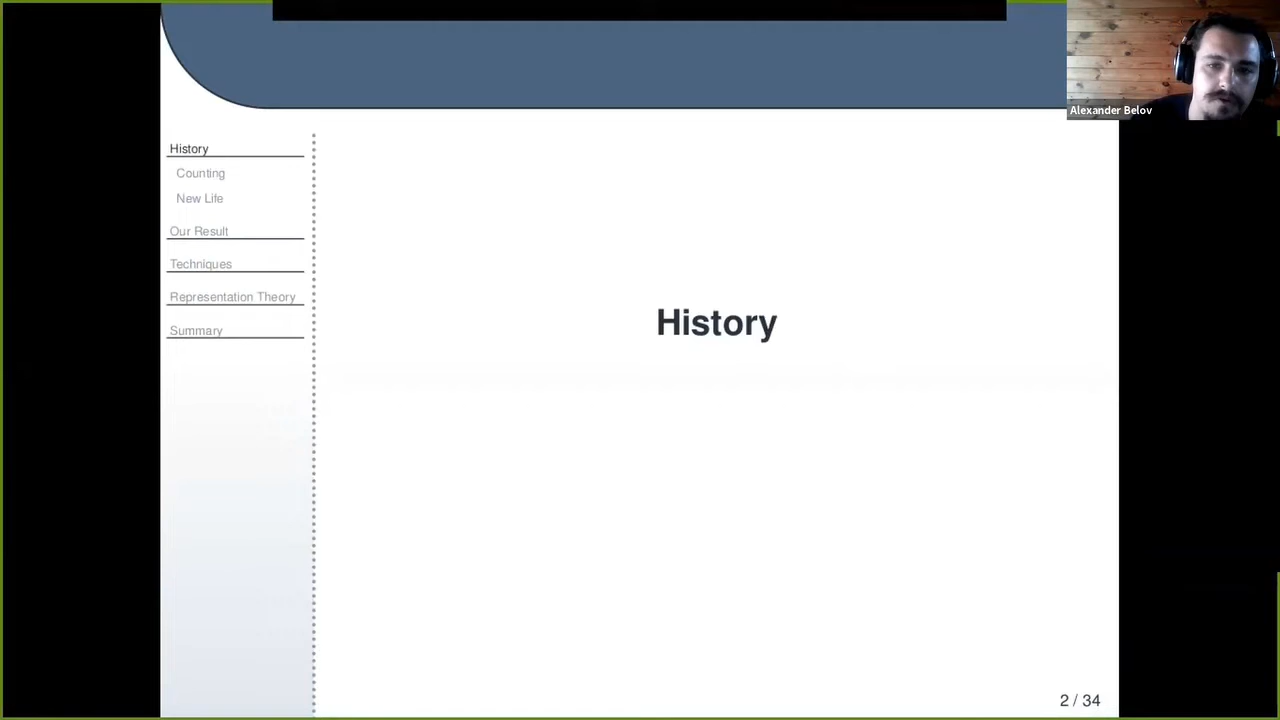 Alexander Belov
History
Counting
New Life
Our Result
Techniques
Representation Theory
Summary
History
2 / 34